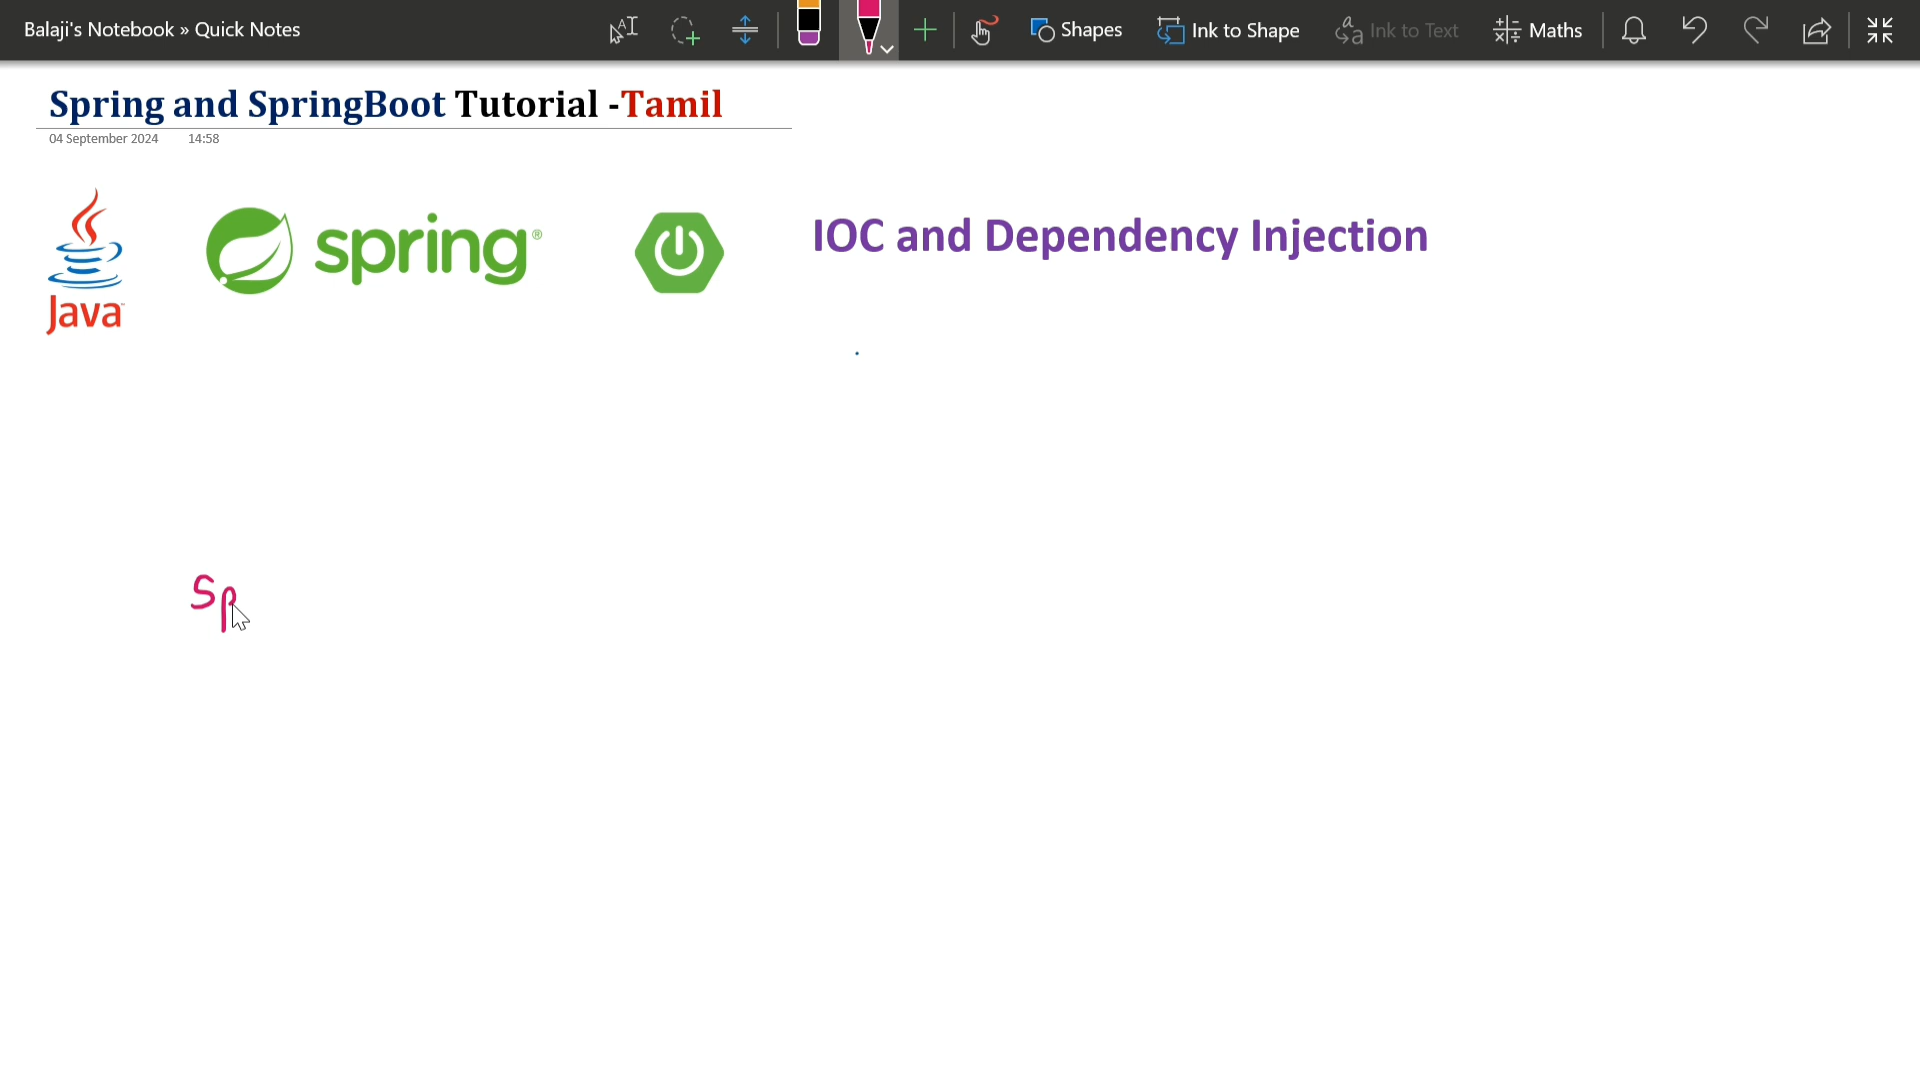 Balaji's Notebook » Quick Notes
Shapes
Ink to Shape
Ink to Text
Maths
Spring and SpringBoot Tutorial -Tamil
04 September 2024 14:58
Java
spring®
IOC and Dependency Injection
Sp